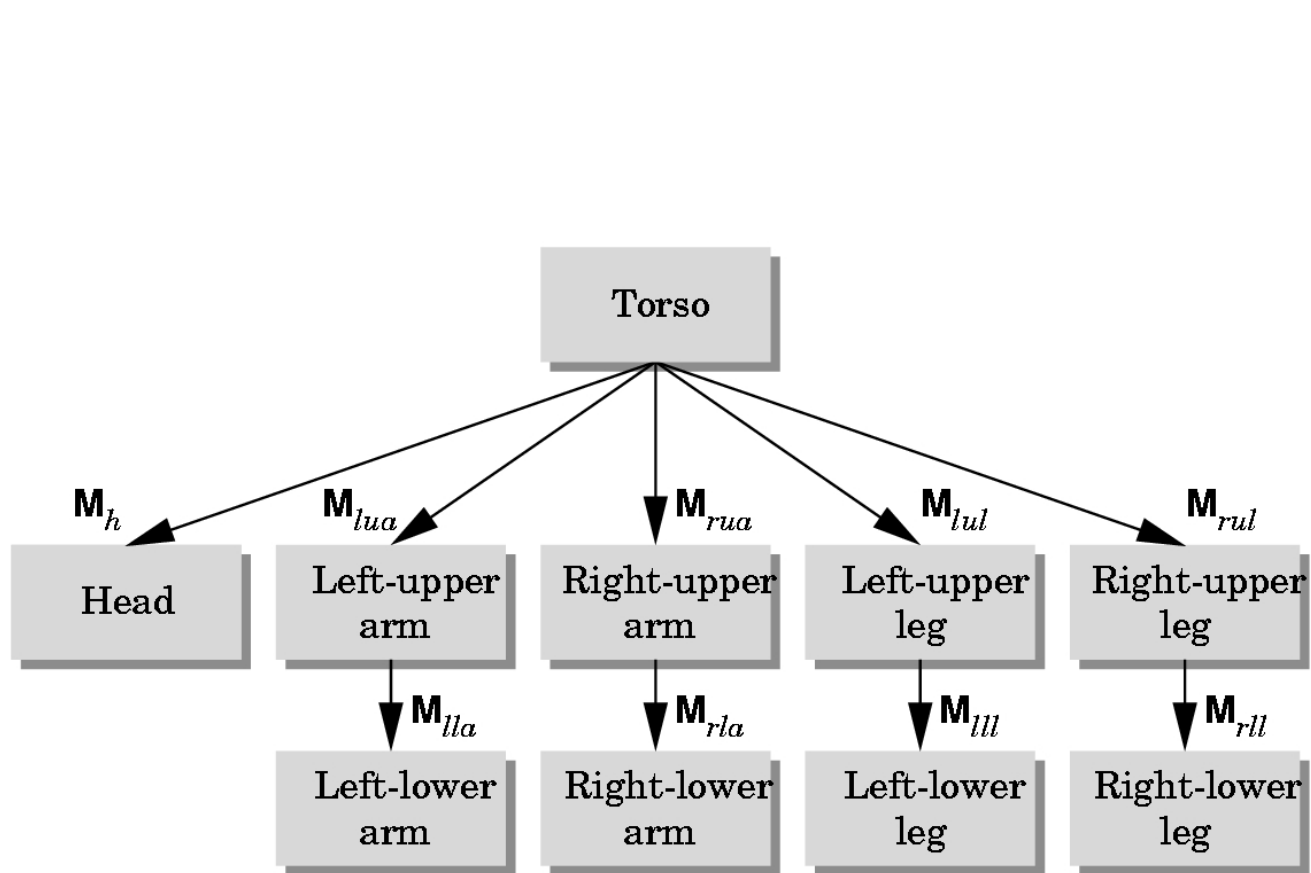 Torso
M_h M_lua M_rua M_lul M_rul
Head
Left-upper
arm
Right-upper
arm
Left-upper
leg
Right-upper
leg
M_lla M_rla M_lll M_rll
Left-lower
arm
Right-lower
arm
Left-lower
leg
Right-lower
leg